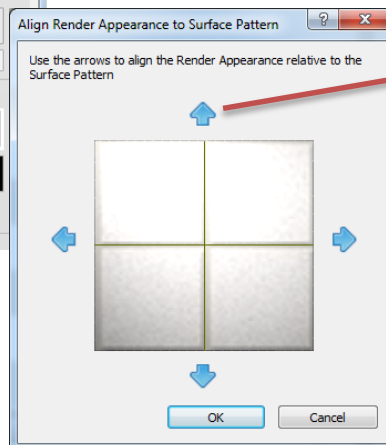 Align Render Appearance to Surface Pattern
Use the arrows to align the Render Appearance relative to the
Surface Pattern
OK
Cancel